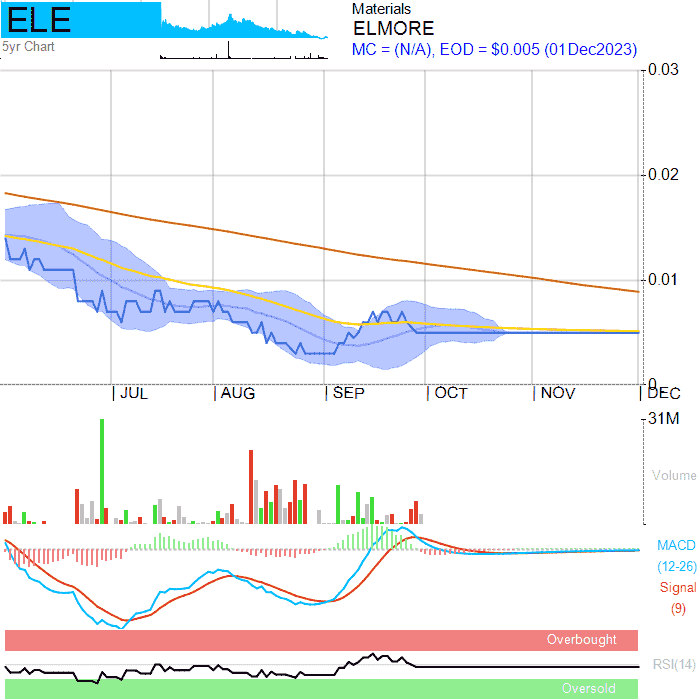 ELE
5yr Chart
Materials
ELMORE
MC = (N/A), EOD = $0.005 (01Dec2023)
0.03
0.02
0.01
0
JUL
AUG
SEP
OCT
NOV
DEC
31M
Volume
MACD
(12-26)
Signal
(9)
Overbought
RSI(14)
Oversold